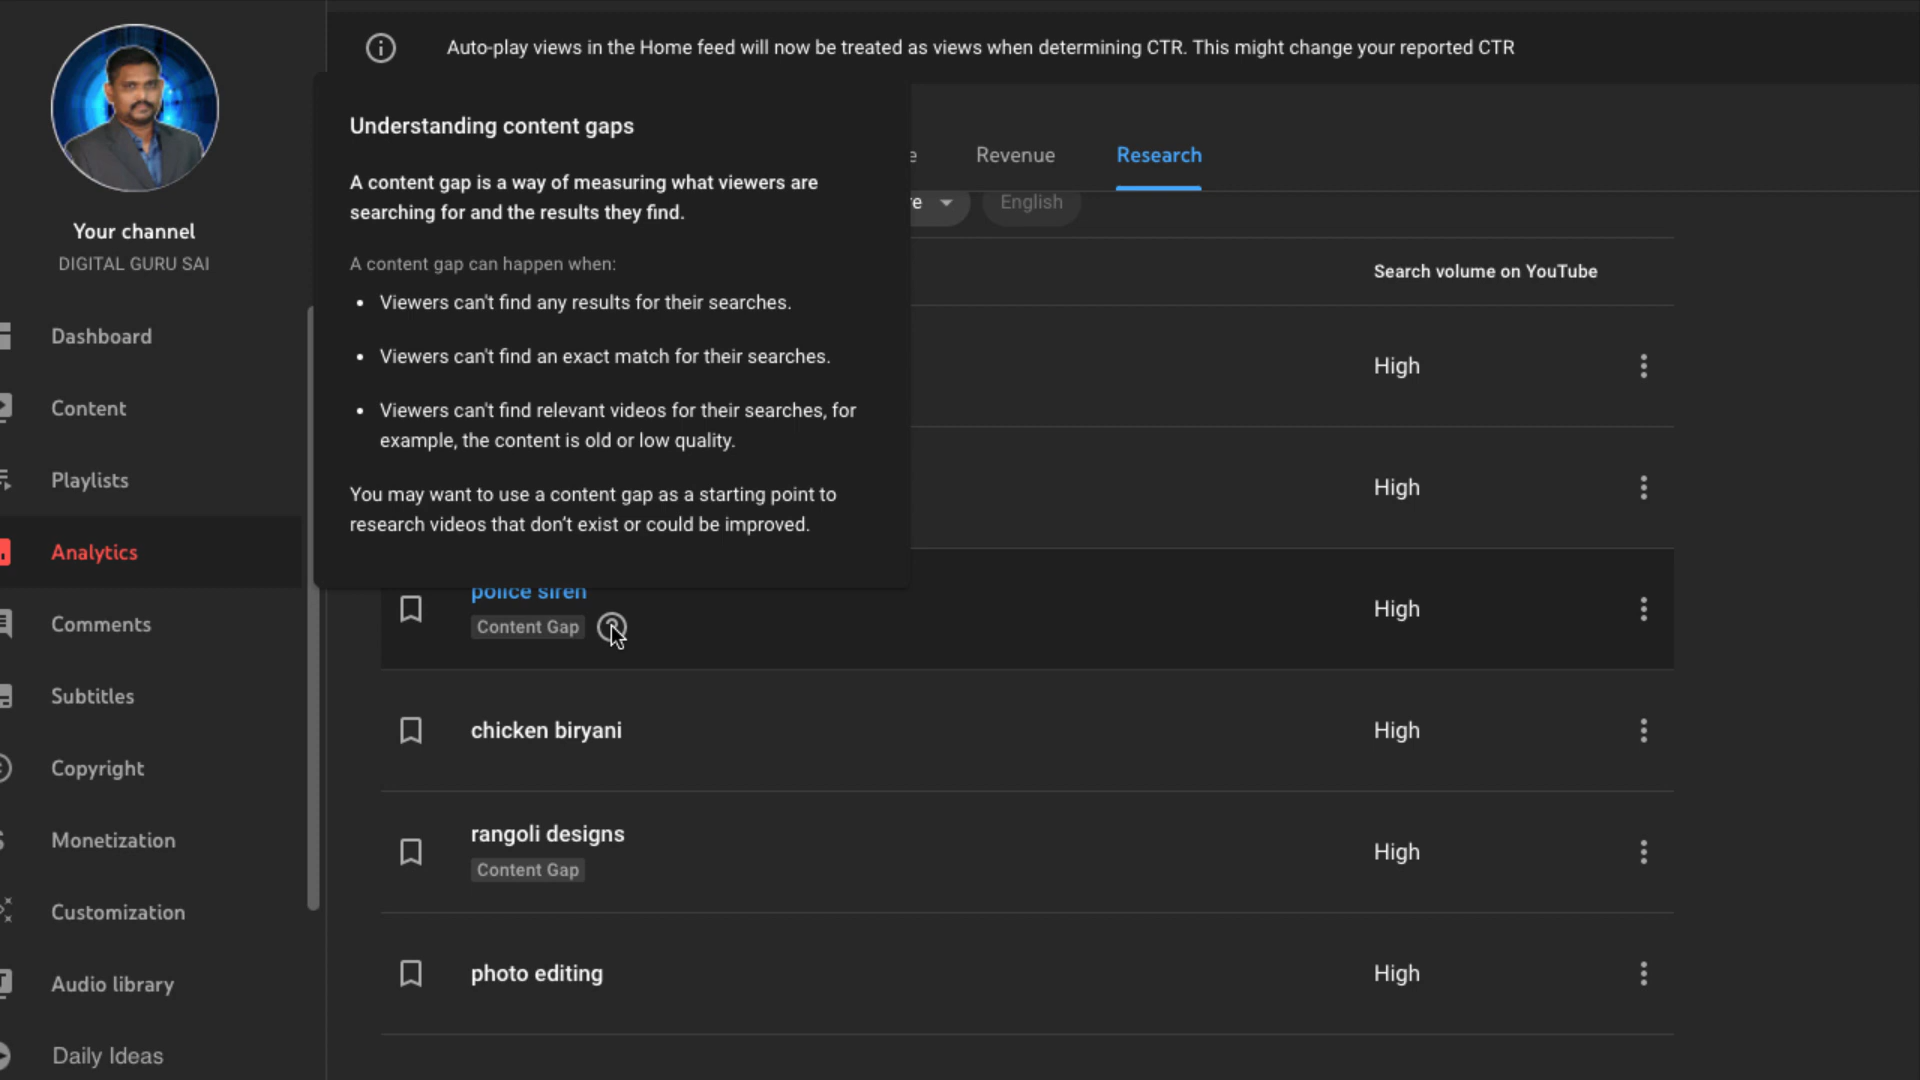 Auto-play views in the Home feed will now be treated as views when determining CTR. This might change your reported CTR
Your channel
DIGITAL GURU SAI
Dashboard
Content
Playlists
Analytics
Comments
Subtitles
Copyright
Monetization
Customization
Audio library
Daily Ideas
Understanding content gaps
A content gap is a way of measuring what viewers are
searching for and the results they find.
A content gap can happen when:
• Viewers can't find any results for their searches.
• Viewers can't find an exact match for their searches.
• Viewers can't find relevant videos for their searches, for
example, the content is old or low quality.
You may want to use a content gap as a starting point to
research videos that don’t exist or could be improved.
Revenue
Research
English
Search volume on YouTube
High
High
police siren
Content Gap
High
chicken biryani
High
rangoli designs
Content Gap
High
photo editing
High